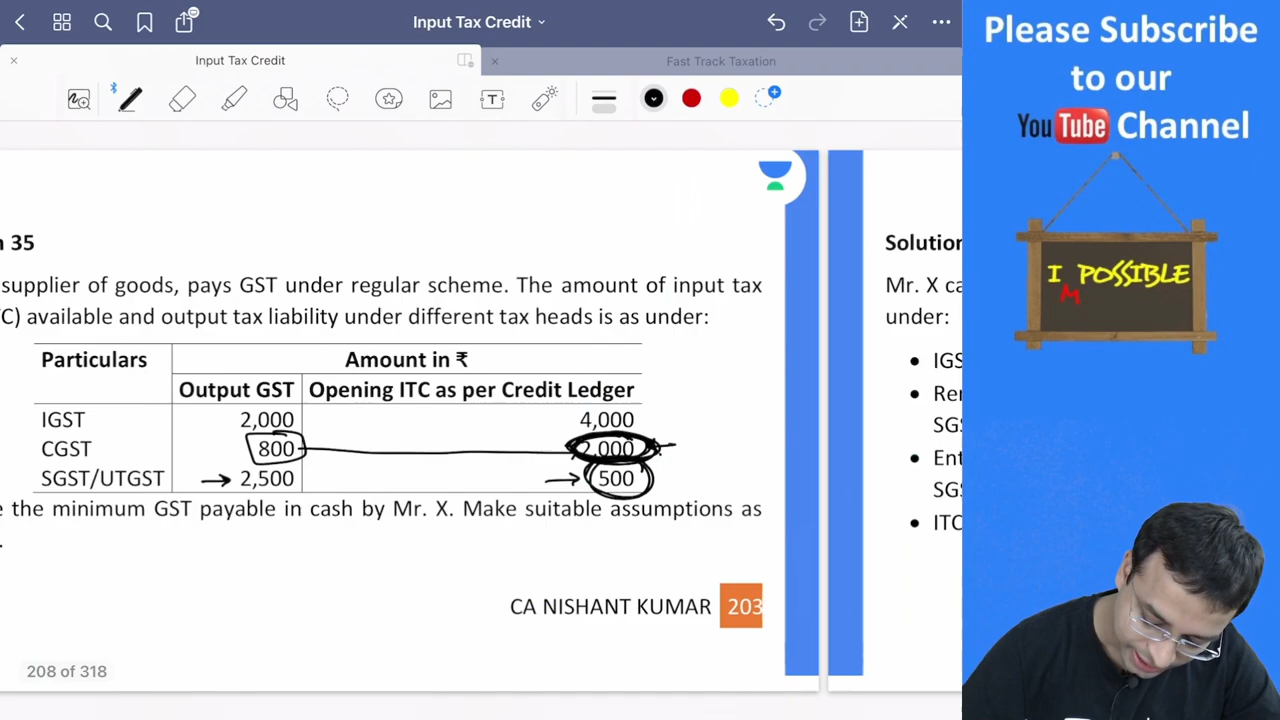 Input Tax Credit
Input Tax Credit
Fast Track Taxation
T
n 35
supplier of goods, pays GST under regular scheme. The amount of input tax
C) available and output tax liability under different tax heads is as under:
Particulars Amount in ₹
Output GST Opening ITC as per Credit Ledger
IGST 2,000 4,000
CGST 800 2,000
SGST/UTGST 2,500 500
e the minimum GST payable in cash by Mr. X. Make suitable assumptions as
CA NISHANT KUMAR 203
208 of 318
Solution
Mr. X ca
under:
• IGS
• Rer
SG
• Ent
SG
• ITC
Please Subscribe
to our
YouTube Channel
I POSSIBLE
M